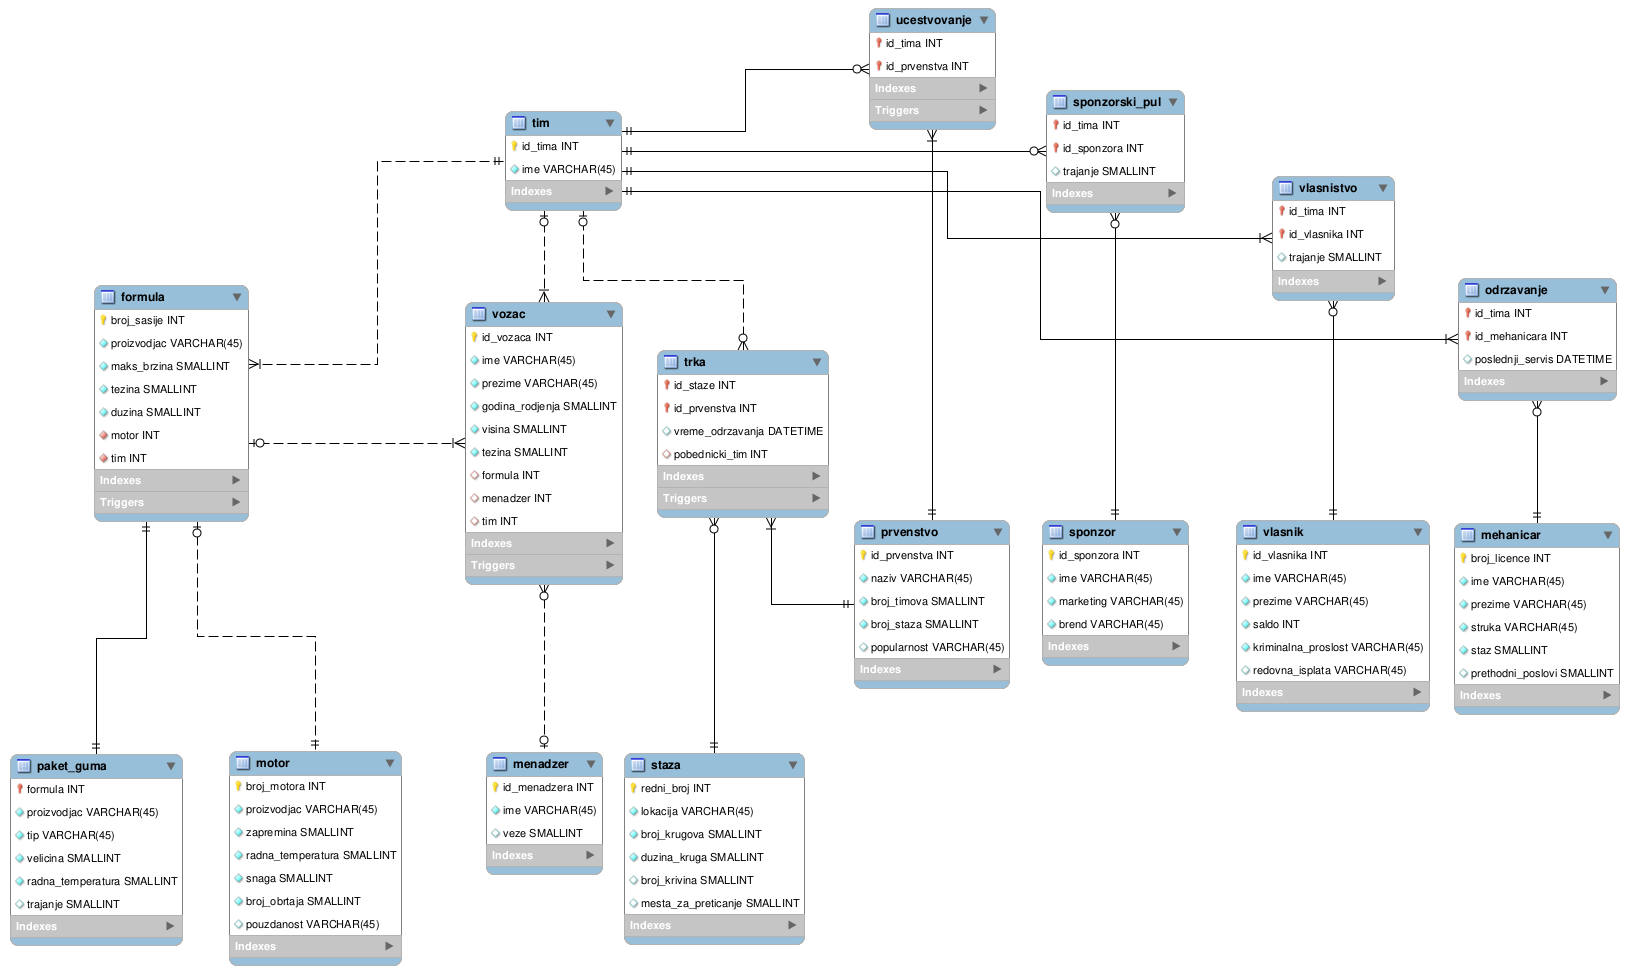 ucestvovanje
id_tima INT
id_prvenstva INT
Indexes
Triggers
sponzorski_pul
id_tima INT
id_sponzora INT
trajanje SMALLINT
Indexes
tim
id_tima INT
ime VARCHAR(45)
Indexes
vlasnistvo
id_tima INT
id_vlasnika INT
trajanje SMALLINT
Indexes
odrzavanje
id_tima INT
id_mehanicara INT
poslednji_servis DATETIME
Indexes
formula
broj_sasije INT
proizvodjac VARCHAR(45)
maks_brzina SMALLINT
tezina SMALLINT
duzina SMALLINT
motor INT
tim INT
Indexes
Triggers
vozac
id_vozaca INT
ime VARCHAR(45)
prezime VARCHAR(45)
godina_rodjenja SMALLINT
visina SMALLINT
tezina SMALLINT
formula INT
menadzer INT
tim INT
Indexes
Triggers
trka
id_staze INT
id_prvenstva INT
vreme_odrzavanja DATETIME
pobednicki_tim INT
Indexes
Triggers
prvenstvo
id_prvenstva INT
naziv VARCHAR(45)
broj_timova SMALLINT
broj_staza SMALLINT
popularnost VARCHAR(45)
Indexes
sponzor
id_sponzora INT
ime VARCHAR(45)
marketing VARCHAR(45)
brend VARCHAR(45)
Indexes
vlasnik
id_vlasnika INT
ime VARCHAR(45)
prezime VARCHAR(45)
saldo INT
kriminalna_proslost VARCHAR(45)
redovna_isplata VARCHAR(45)
Indexes
mehanicar
broj_licence INT
ime VARCHAR(45)
prezime VARCHAR(45)
struka VARCHAR(45)
staz SMALLINT
prethodni_poslovi SMALLINT
Indexes
paket_guma
formula INT
proizvodjac VARCHAR(45)
tip VARCHAR(45)
velicina SMALLINT
radna_temperatura SMALLINT
trajanje SMALLINT
Indexes
motor
broj_motora INT
proizvodjac VARCHAR(45)
zapremina SMALLINT
radna_temperatura SMALLINT
snaga SMALLINT
broj_obrtaja SMALLINT
pouzdanost VARCHAR(45)
Indexes
menadzer
id_menadzera INT
ime VARCHAR(45)
veze SMALLINT
Indexes
staza
redni_broj INT
lokacija VARCHAR(45)
broj_krugova SMALLINT
duzina_kruga SMALLINT
broj_krivina SMALLINT
mesta_za_preticanje SMALLINT
Indexes